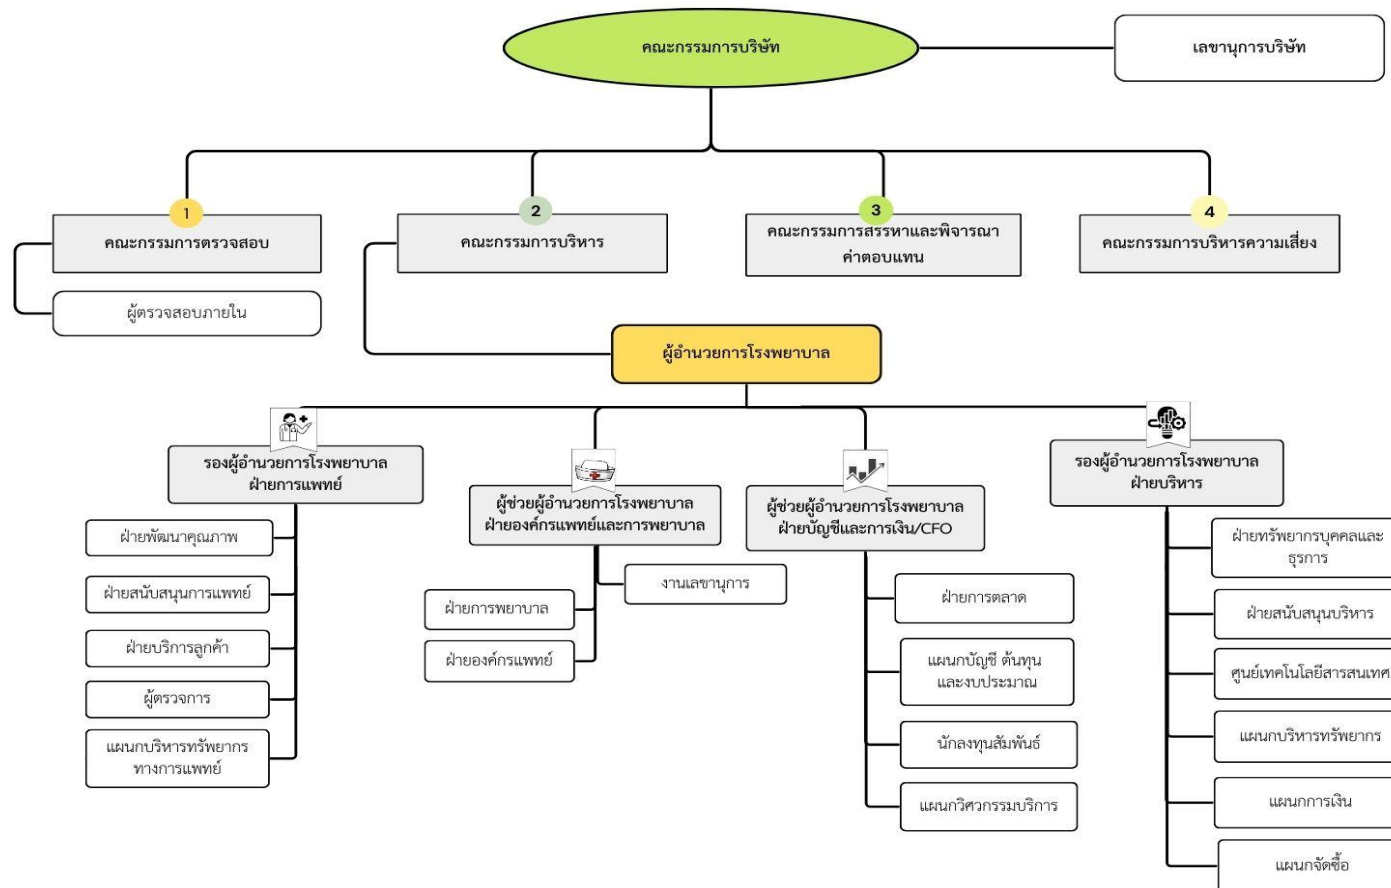 คณะกรรมการบริษัท
เลขานุการบริษัท
1
2
3
4
คณะกรรมการตรวจสอบ
คณะกรรมการบริหาร
คณะกรรมการสรรหาและพิจารณา
ค่าตอบแทน
คณะกรรมการบริหารความเสี่ยง
ผู้ตรวจสอบภายใน
ผู้อำนวยการโรงพยาบาล
รองผู้อำนวยการโรงพยาบาล
ฝ่ายการแพทย์
ผู้ช่วยผู้อำนวยการโรงพยาบาล
ฝ่ายองค์กรแพทย์และการพยาบาล
ผู้ช่วยผู้อำนวยการโรงพยาบาล
ฝ่ายบัญชีและการเงิน/CFO
รองผู้อำนวยการโรงพยาบาล
ฝ่ายบริหาร
ฝ่ายพัฒนาคุณภาพ
ฝ่ายสนับสนุนการแพทย์
ฝ่ายบริการลูกค้า
ผู้ตรวจการ
แผนกบริหารทรัพยากร
ทางการแพทย์
งานเลขานุการ
ฝ่ายการพยาบาล
ฝ่ายองค์กรแพทย์
ฝ่ายการตลาด
แผนกบัญชี ต้นทุน
และงบประมาณ
นักลงทุนสัมพันธ์
แผนกวิศวกรรมบริการ
ฝ่ายทรัพยากรบุคคลและ
ธุรการ
ฝ่ายสนับสนุนบริหาร
ศูนย์เทคโนโลยีสารสนเทศ
แผนกบริหารทรัพยากร
แผนกการเงิน
แผนกจัดซื้อ